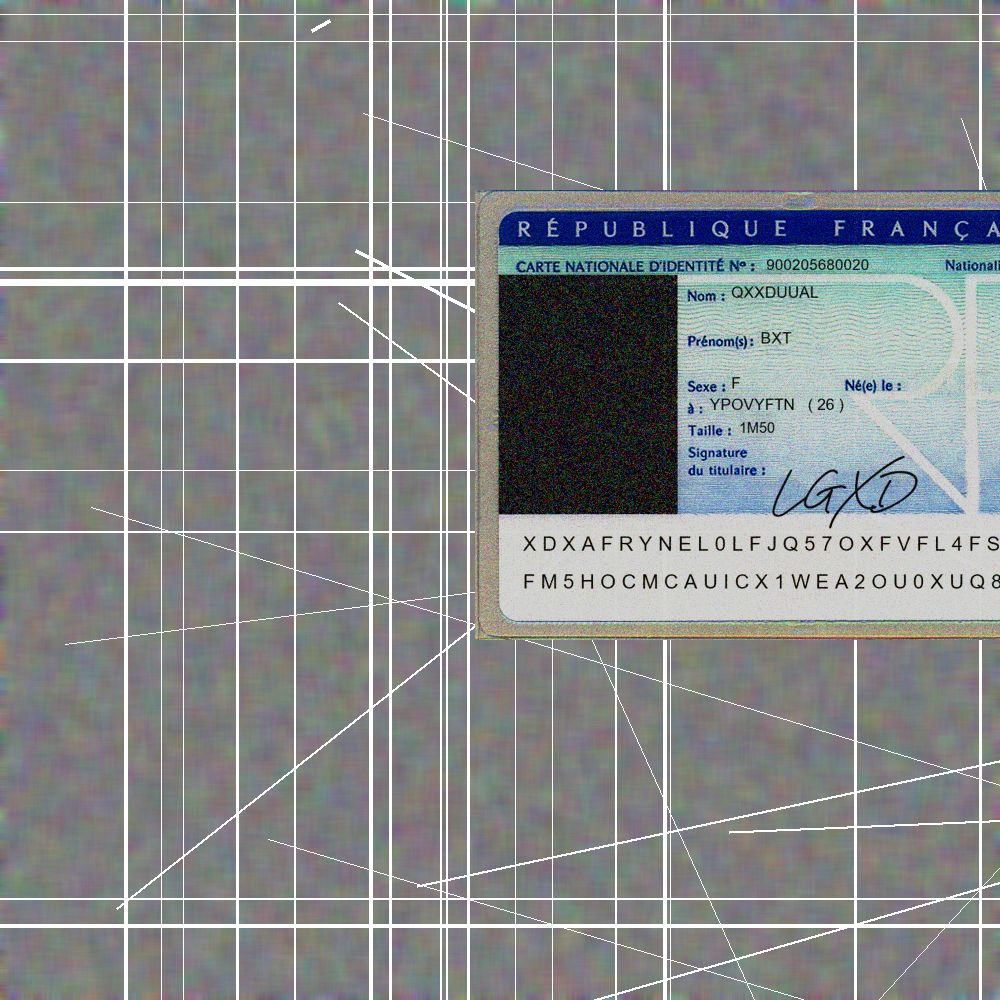 RÉPUBLIQUE FRANÇA
CARTE NATIONALE D'IDENTITÉ Nº : 900205680020 Nationali
Nom : QXXDUUAL
Prénom(s) : BXT
Sexe : F Né(e) le :
à : YPOVYFTN ( 26 )
Taille : 1M50
Signature
du titulaire :
LGXD
XDXAFRYNEL0LFJQ57OXFVFL4FS
FM5HOCMCAUICX1WEA2OU0XUQ8